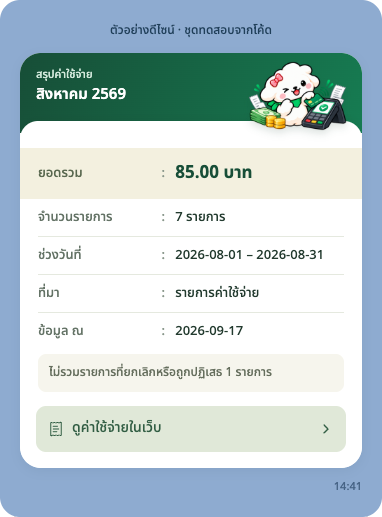 ตัวอย่างดีไซน์ · ชุดทดสอบจากโค้ด
สรุปค่าใช้จ่าย
สิงหาคม 2569
ยอดรวม : 85.00 บาท
จำนวนรายการ : 7 รายการ
ช่วงวันที่ : 2026-08-01 – 2026-08-31
ที่มา : รายการค่าใช้จ่าย
ข้อมูล ณ : 2026-09-17
ไม่รวมรายการที่ยกเลิกหรือถูกปฏิเสธ 1 รายการ
ดูค่าใช้จ่ายในเว็บ
14:41